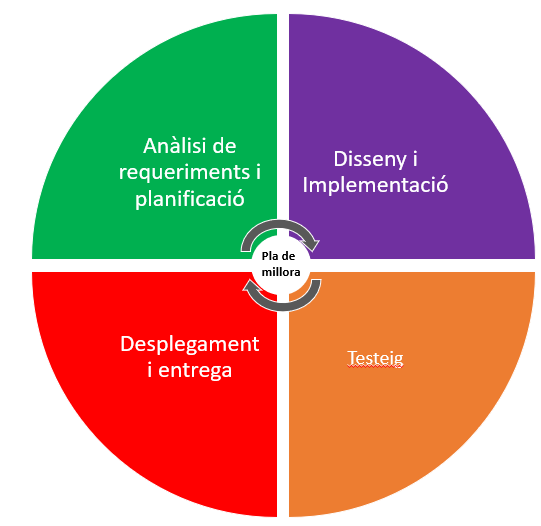 Anàlisi de
requeriments i
planificació
Disseny i
Implementació
Pla de
millora
Desplegament
i entrega
Testeig